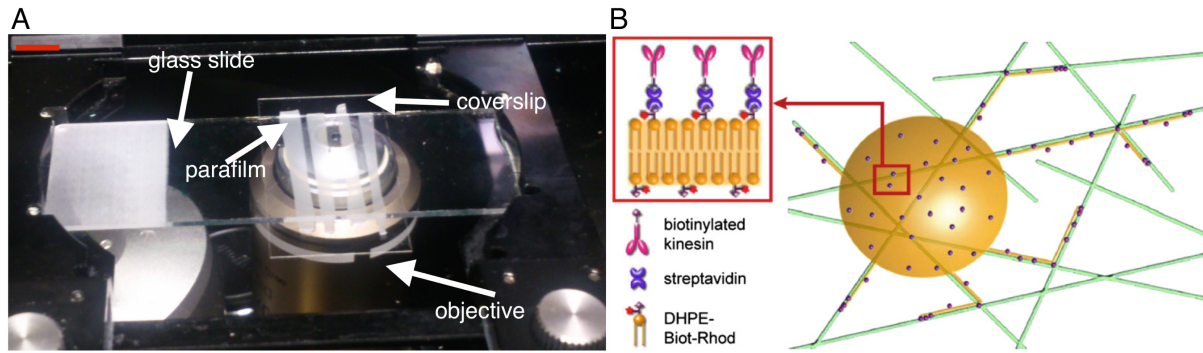 A
glass slide
coverslip
parafilm
objective
B
biotinylated
kinesin
streptavidin
DHPE-
Biot-Rhod